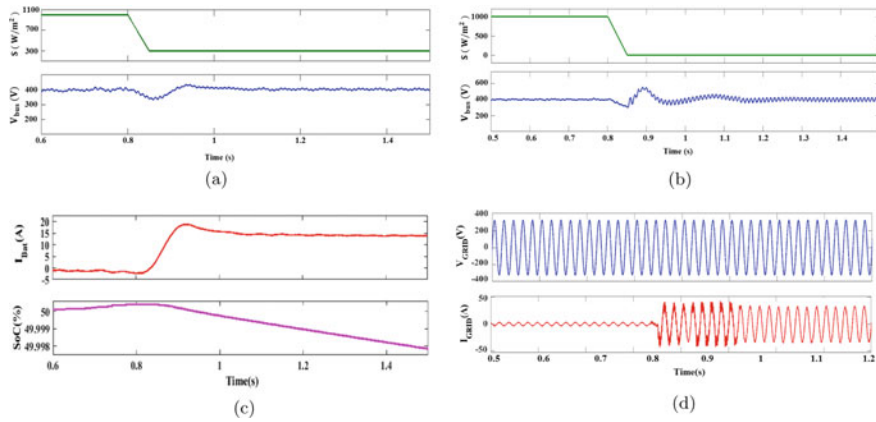 (a)
S ( W/m²)
1100
700
300
V_bus (V)
400
200
0.6 0.8 1 1.2 1.4
Time (s)
(b)
S ( W/m²)
1000
500
0
V_bus (V)
600
400
200
0.5 0.6 0.7 0.8 0.9 1 1.1 1.2 1.3 1.4
Time (s)
(a)
(b)
I_Bat(A)
20
15
10
5
0
-5
SoC(%)
50
49.999
49.998
0.6 0.8 1 1.2 1.4
Time(s)
(c)
V_GRID(V)
400
200
0
-200
-400
I_GRID(A)
50
0
-50
0.5 0.6 0.7 0.8 0.9 1 1.1 1.2
Time(s)
(d)